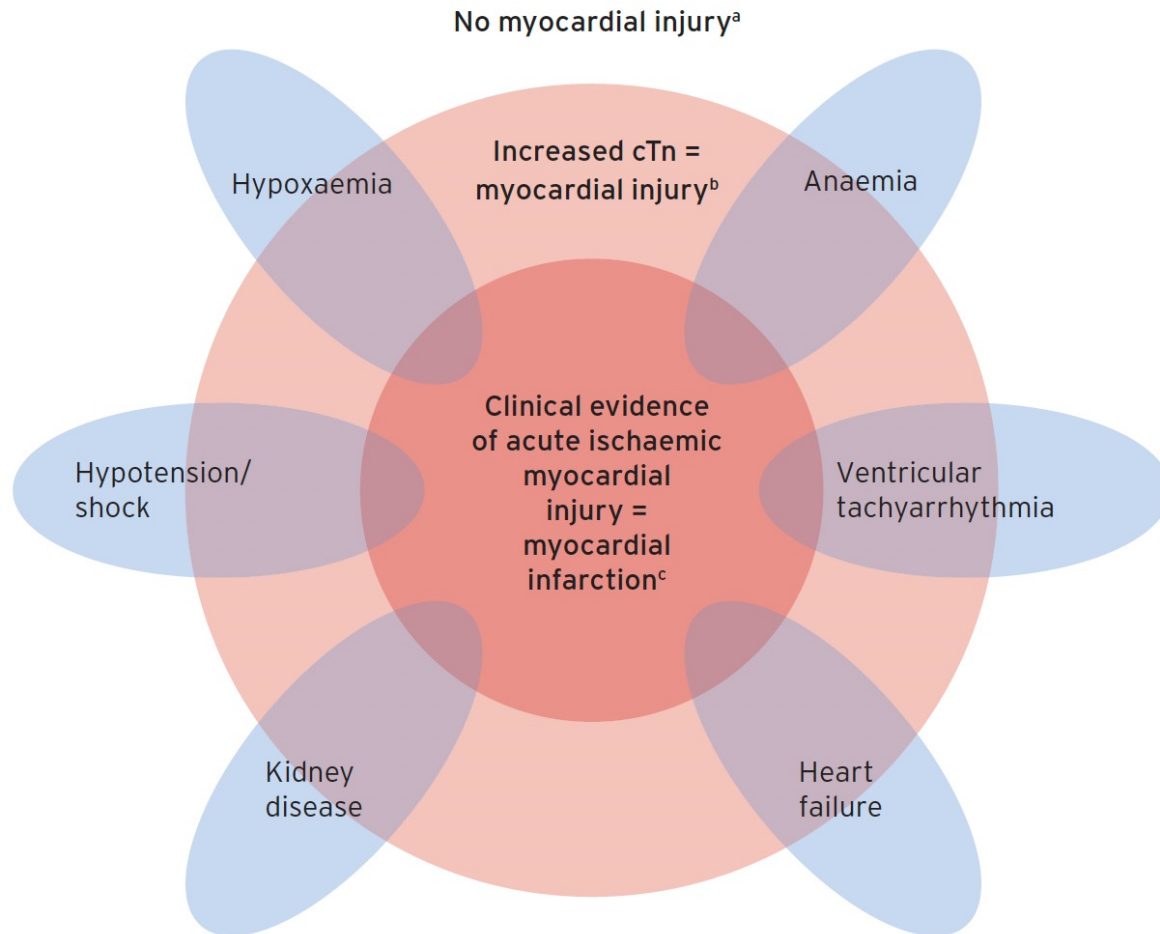 No myocardial injuryᵃ
Increased cTn =
myocardial injuryᵇ
Hypoxaemia
Anaemia
Clinical evidence
of acute ischaemic
myocardial
injury =
myocardial
infarctionᶜ
Hypotension/
shock
Ventricular
tachyarrhythmia
Kidney
disease
Heart
failure